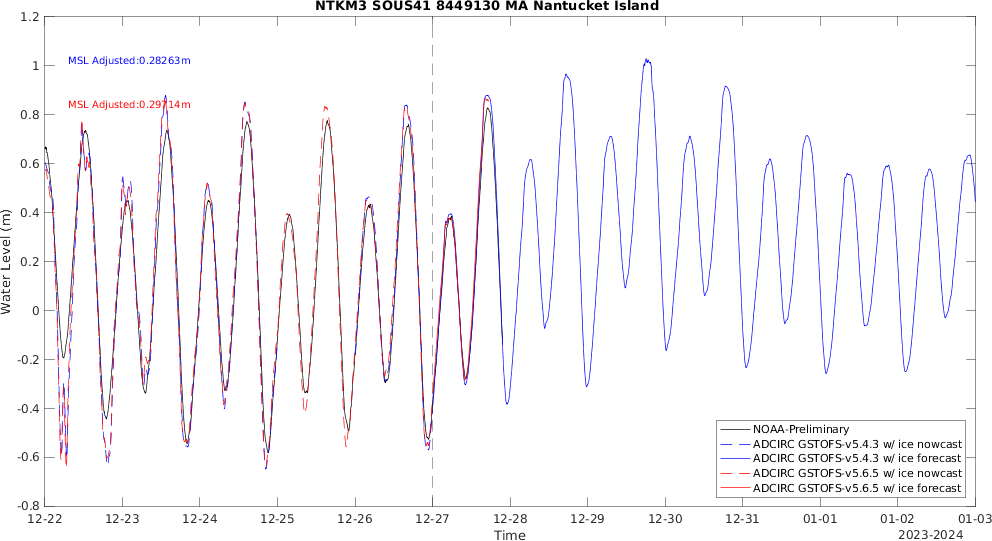 NTKM3 SOUS41 8449130 MA Nantucket Island
MSL Adjusted:0.28263m
MSL Adjusted:0.29714m
Water Level (m)
1.2
1
0.8
0.6
0.4
0.2
0
-0.2
-0.4
-0.6
-0.8
NOAA-Preliminary
ADCIRC GSTOFS-v5.4.3 w/ ice nowcast
ADCIRC GSTOFS-v5.4.3 w/ ice forecast
ADCIRC GSTOFS-v5.6.5 w/ ice nowcast
ADCIRC GSTOFS-v5.6.5 w/ ice forecast
12-22 12-23 12-24 12-25 12-26 12-27 12-28 12-29 12-30 12-31 01-01 01-02 01-03
Time
2023-2024